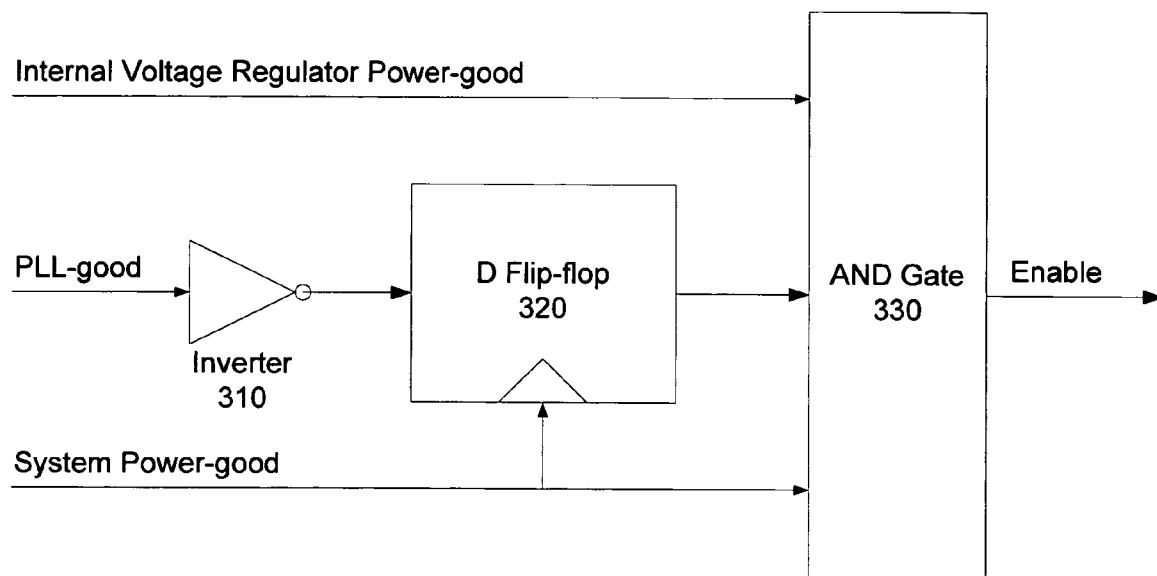 Internal Voltage Regulator Power-good
PLL-good
Inverter
310
D Flip-flop
320
AND Gate
330
Enable
System Power-good